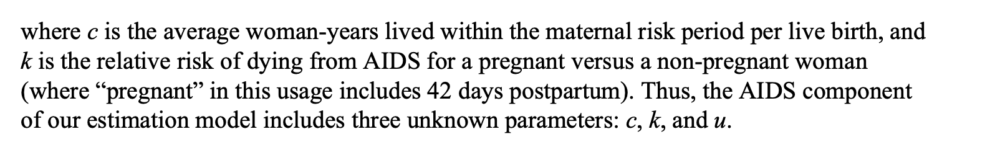 where c is the average woman-years lived within the maternal risk period per live birth, and
k is the relative risk of dying from AIDS for a pregnant versus a non-pregnant woman
(where “pregnant” in this usage includes 42 days postpartum). Thus, the AIDS component
of our estimation model includes three unknown parameters: c, k, and u.